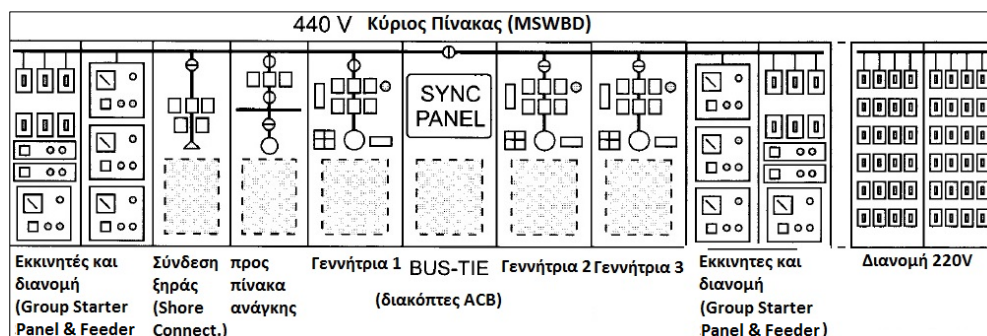 440 V Κύριος Πίνακας (MSWBD)
SYNC
PANEL
Εκκινητές και
διανομή
(Group Starter
Panel & Feeder
Σύνδεση
ξηράς
(Shore
Connect.)
προς
πίνακα
ανάγκης
Γεννήτρια 1
BUS-TIE
(διακόπτες ACB)
Γεννήτρια 2
Γεννήτρια 3
Εκκινητες και
διανομή
(Group Starter
Panel & Feeder)
Διανομή 220V